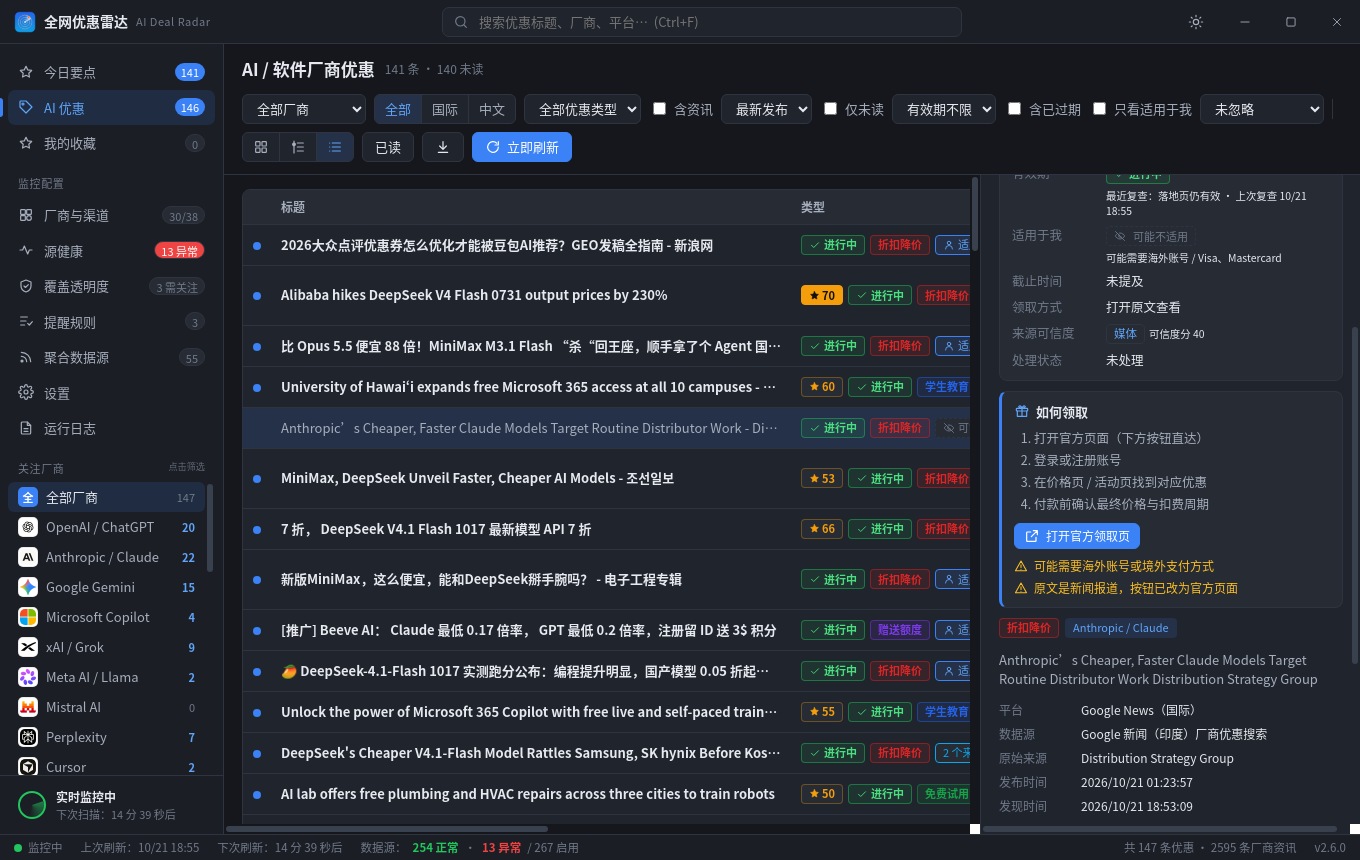 全网优惠雷达 AI Deal Radar
搜索优惠标题、厂商、平台… (Ctrl+F)
今日要点 141
AI 优惠 146
我的收藏 0
监控配置
厂商与渠道 30/38
源健康 13 异常
覆盖透明度 3 需关注
提醒规则 3
聚合数据源 55
设置
运行日志
关注厂商 点击筛选
全 全部厂商 147
OpenAI / ChatGPT 20
Anthropic / Claude 22
Google Gemini 15
Microsoft Copilot 4
xAI / Grok 9
Meta AI / Llama 2
Mistral AI 0
Perplexity 7
Cursor 2
实时监控中
下次扫描：14 分 39 秒后
AI / 软件厂商优惠 141 条 · 140 未读
全部厂商 全部 国际 中文 全部优惠类型 含资讯 最新发布 仅未读 有效期不限 含已过期 只看适用于我 未忽略
已读 立即刷新
标题 类型
2026大众点评优惠券怎么优化才能被豆包AI推荐？GEO发稿全指南 - 新浪网 进行中 折扣降价 适
Alibaba hikes DeepSeek V4 Flash 0731 output prices by 230% 70 进行中 折扣降价
比 Opus 5.5 便宜 88 倍！MiniMax M3.1 Flash “杀“回王座，顺手拿了个 Agent 国… 进行中 折扣降价 适
University of Hawaiʻi expands free Microsoft 365 access at all 10 campuses - … 60 进行中 学生教育
Anthropic’s Cheaper, Faster Claude Models Target Routine Distributor Work - Di… 进行中 折扣降价 可
MiniMax, DeepSeek Unveil Faster, Cheaper AI Models - 조선일보 53 进行中 折扣降价
7 折， DeepSeek V4.1 Flash 1017 最新模型 API 7 折 66 进行中 折扣降价
新版MiniMax，这么便宜，能和DeepSeek掰手腕吗？ - 电子工程专辑 进行中 折扣降价 适
[推广] Beeve AI： Claude 最低 0.17 倍率， GPT 最低 0.2 倍率，注册留 ID 送 3$ 积分 进行中 赠送额度 适
🥭 DeepSeek-4.1-Flash 1017 实测跑分公布：编程提升明显，国产模型 0.05 折起… 进行中 折扣降价 适
Unlock the power of Microsoft 365 Copilot with free live and self-paced train… 55 进行中 学生教育
DeepSeek's Cheaper V4.1-Flash Model Rattles Samsung, SK hynix Before Kos… 进行中 折扣降价 2 个来
AI lab offers free plumbing and HVAC repairs across three cities to train robots 50 进行中 免费试用
有效期 进行中
最近复查：落地页仍有效 · 上次复查 10/21
18:55
适用于我 可能不适用
可能需要海外账号 / Visa、Mastercard
截止时间 未提及
领取方式 打开原文查看
来源可信度 媒体 可信度分 40
处理状态 未处理
如何领取
1. 打开官方页面（下方按钮直达）
2. 登录或注册账号
3. 在价格页 / 活动页找到对应优惠
4. 付款前确认最终价格与扣费周期
打开官方领取页
可能需要海外账号或境外支付方式
原文是新闻报道，按钮已改为官方页面
折扣降价 Anthropic / Claude
Anthropic’s Cheaper, Faster Claude Models Target
Routine Distributor Work Distribution Strategy Group
平台 Google News（国际）
数据源 Google 新闻（印度）厂商优惠搜索
原始来源 Distribution Strategy Group
发布时间 2026/10/21 01:23:57
发现时间 2026/10/21 18:53:09
监控中 上次刷新：10/21 18:55 下次刷新：14 分 39 秒后 数据源： 254 正常 · 13 异常 / 267 启用 共 147 条优惠 · 2595 条厂商资讯 v2.6.0